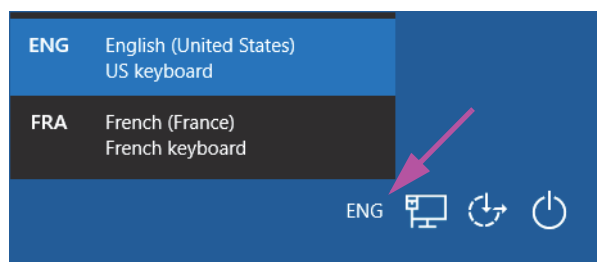 ENG English (United States)
US keyboard
FRA French (France)
French keyboard
ENG